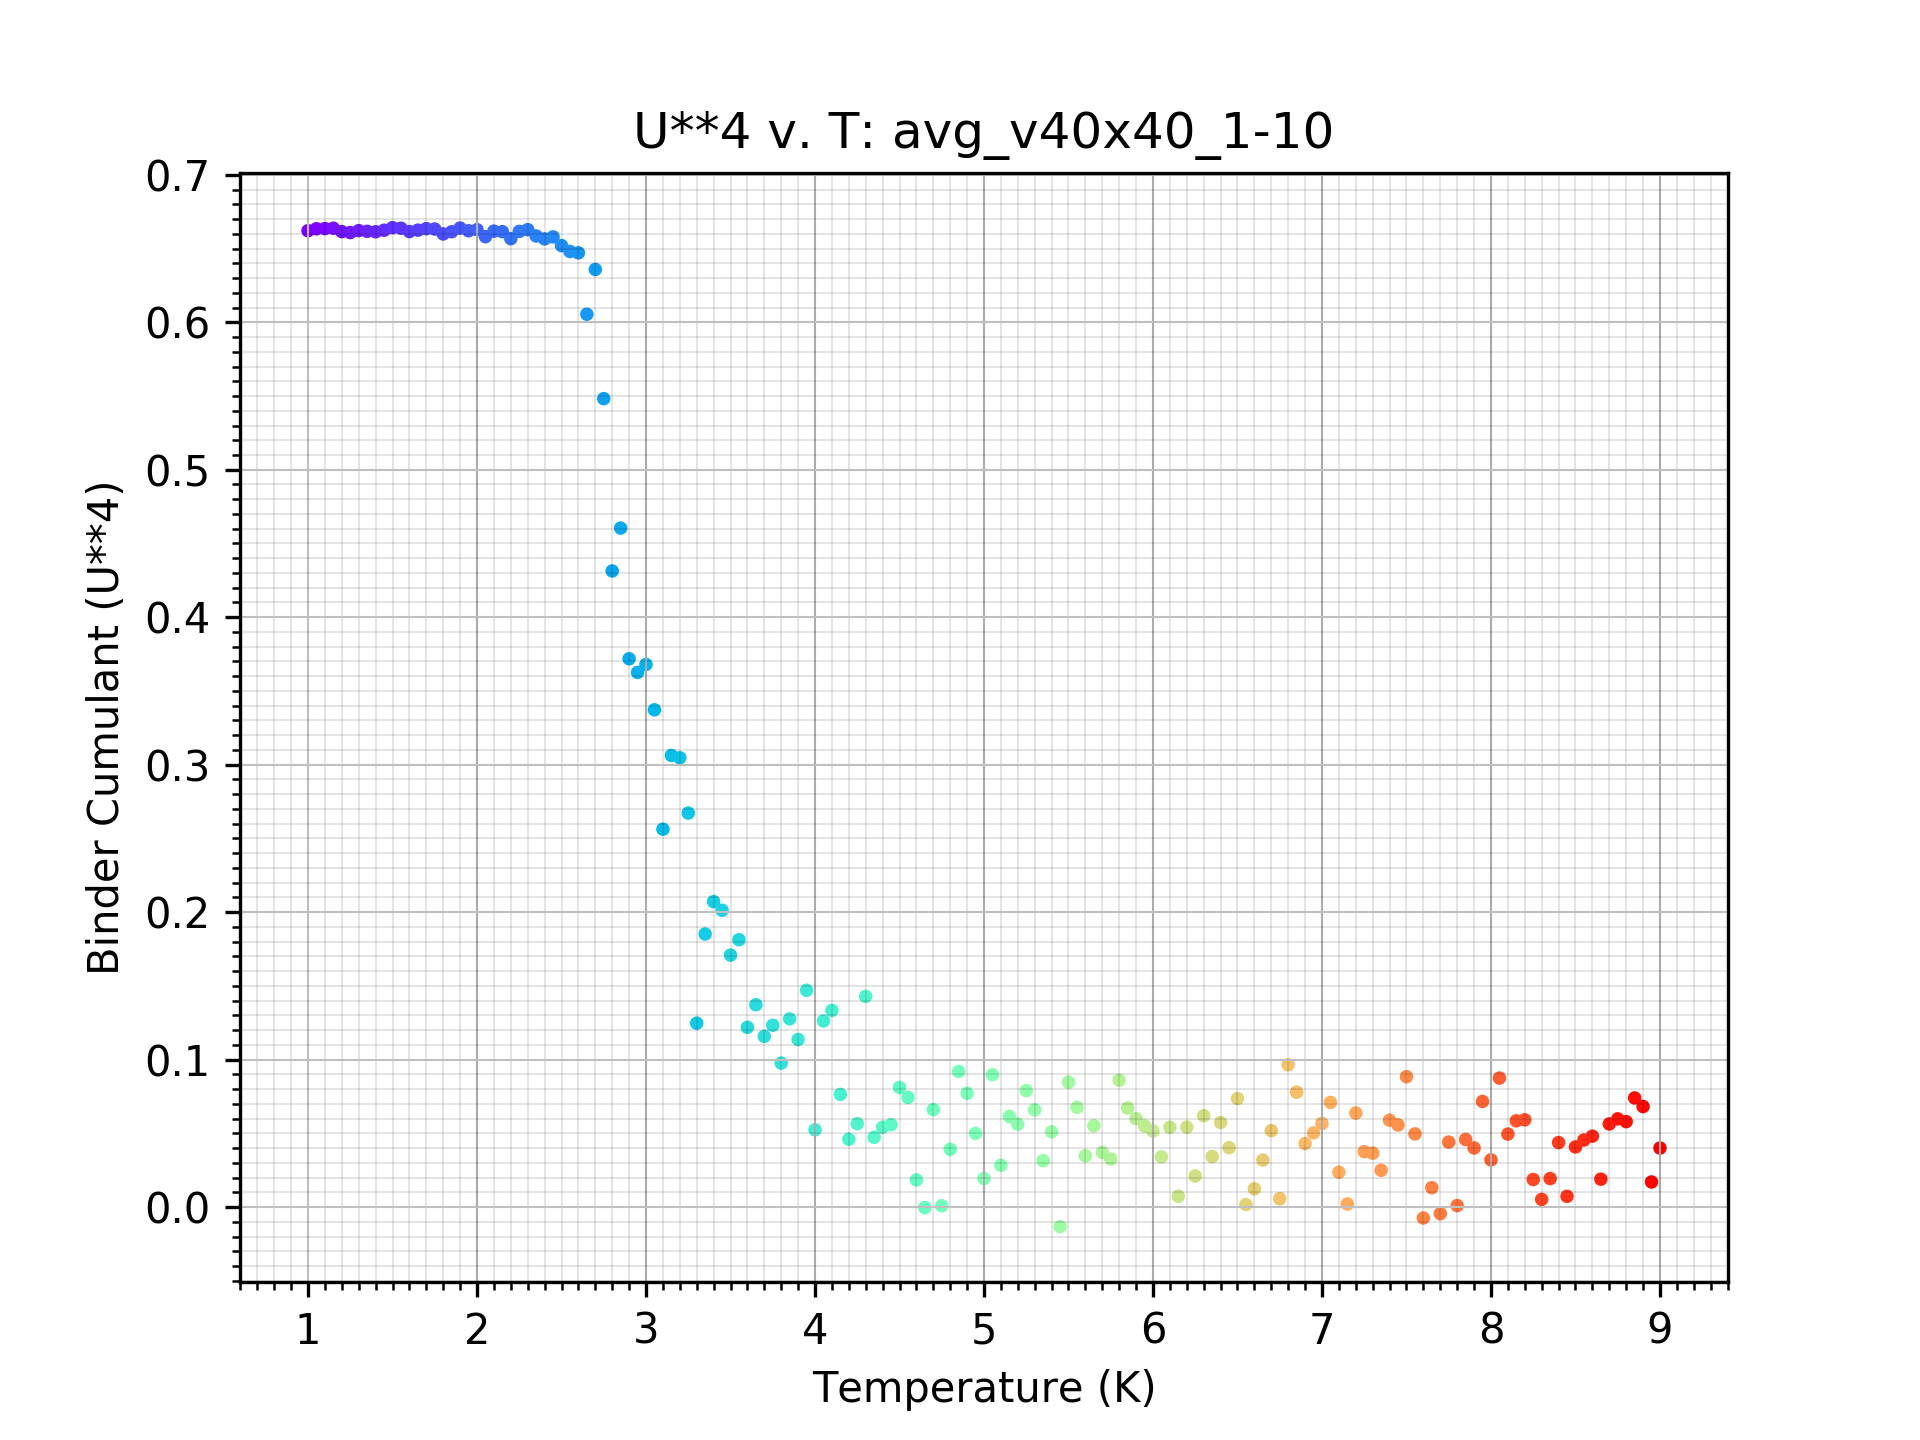 U**4 v. T: avg_v40x40_1-10
Binder Cumulant (U**4)
0.7
0.6
0.5
0.4
0.3
0.2
0.1
0.0
1 2 3 4 5 6 7 8 9
Temperature (K)